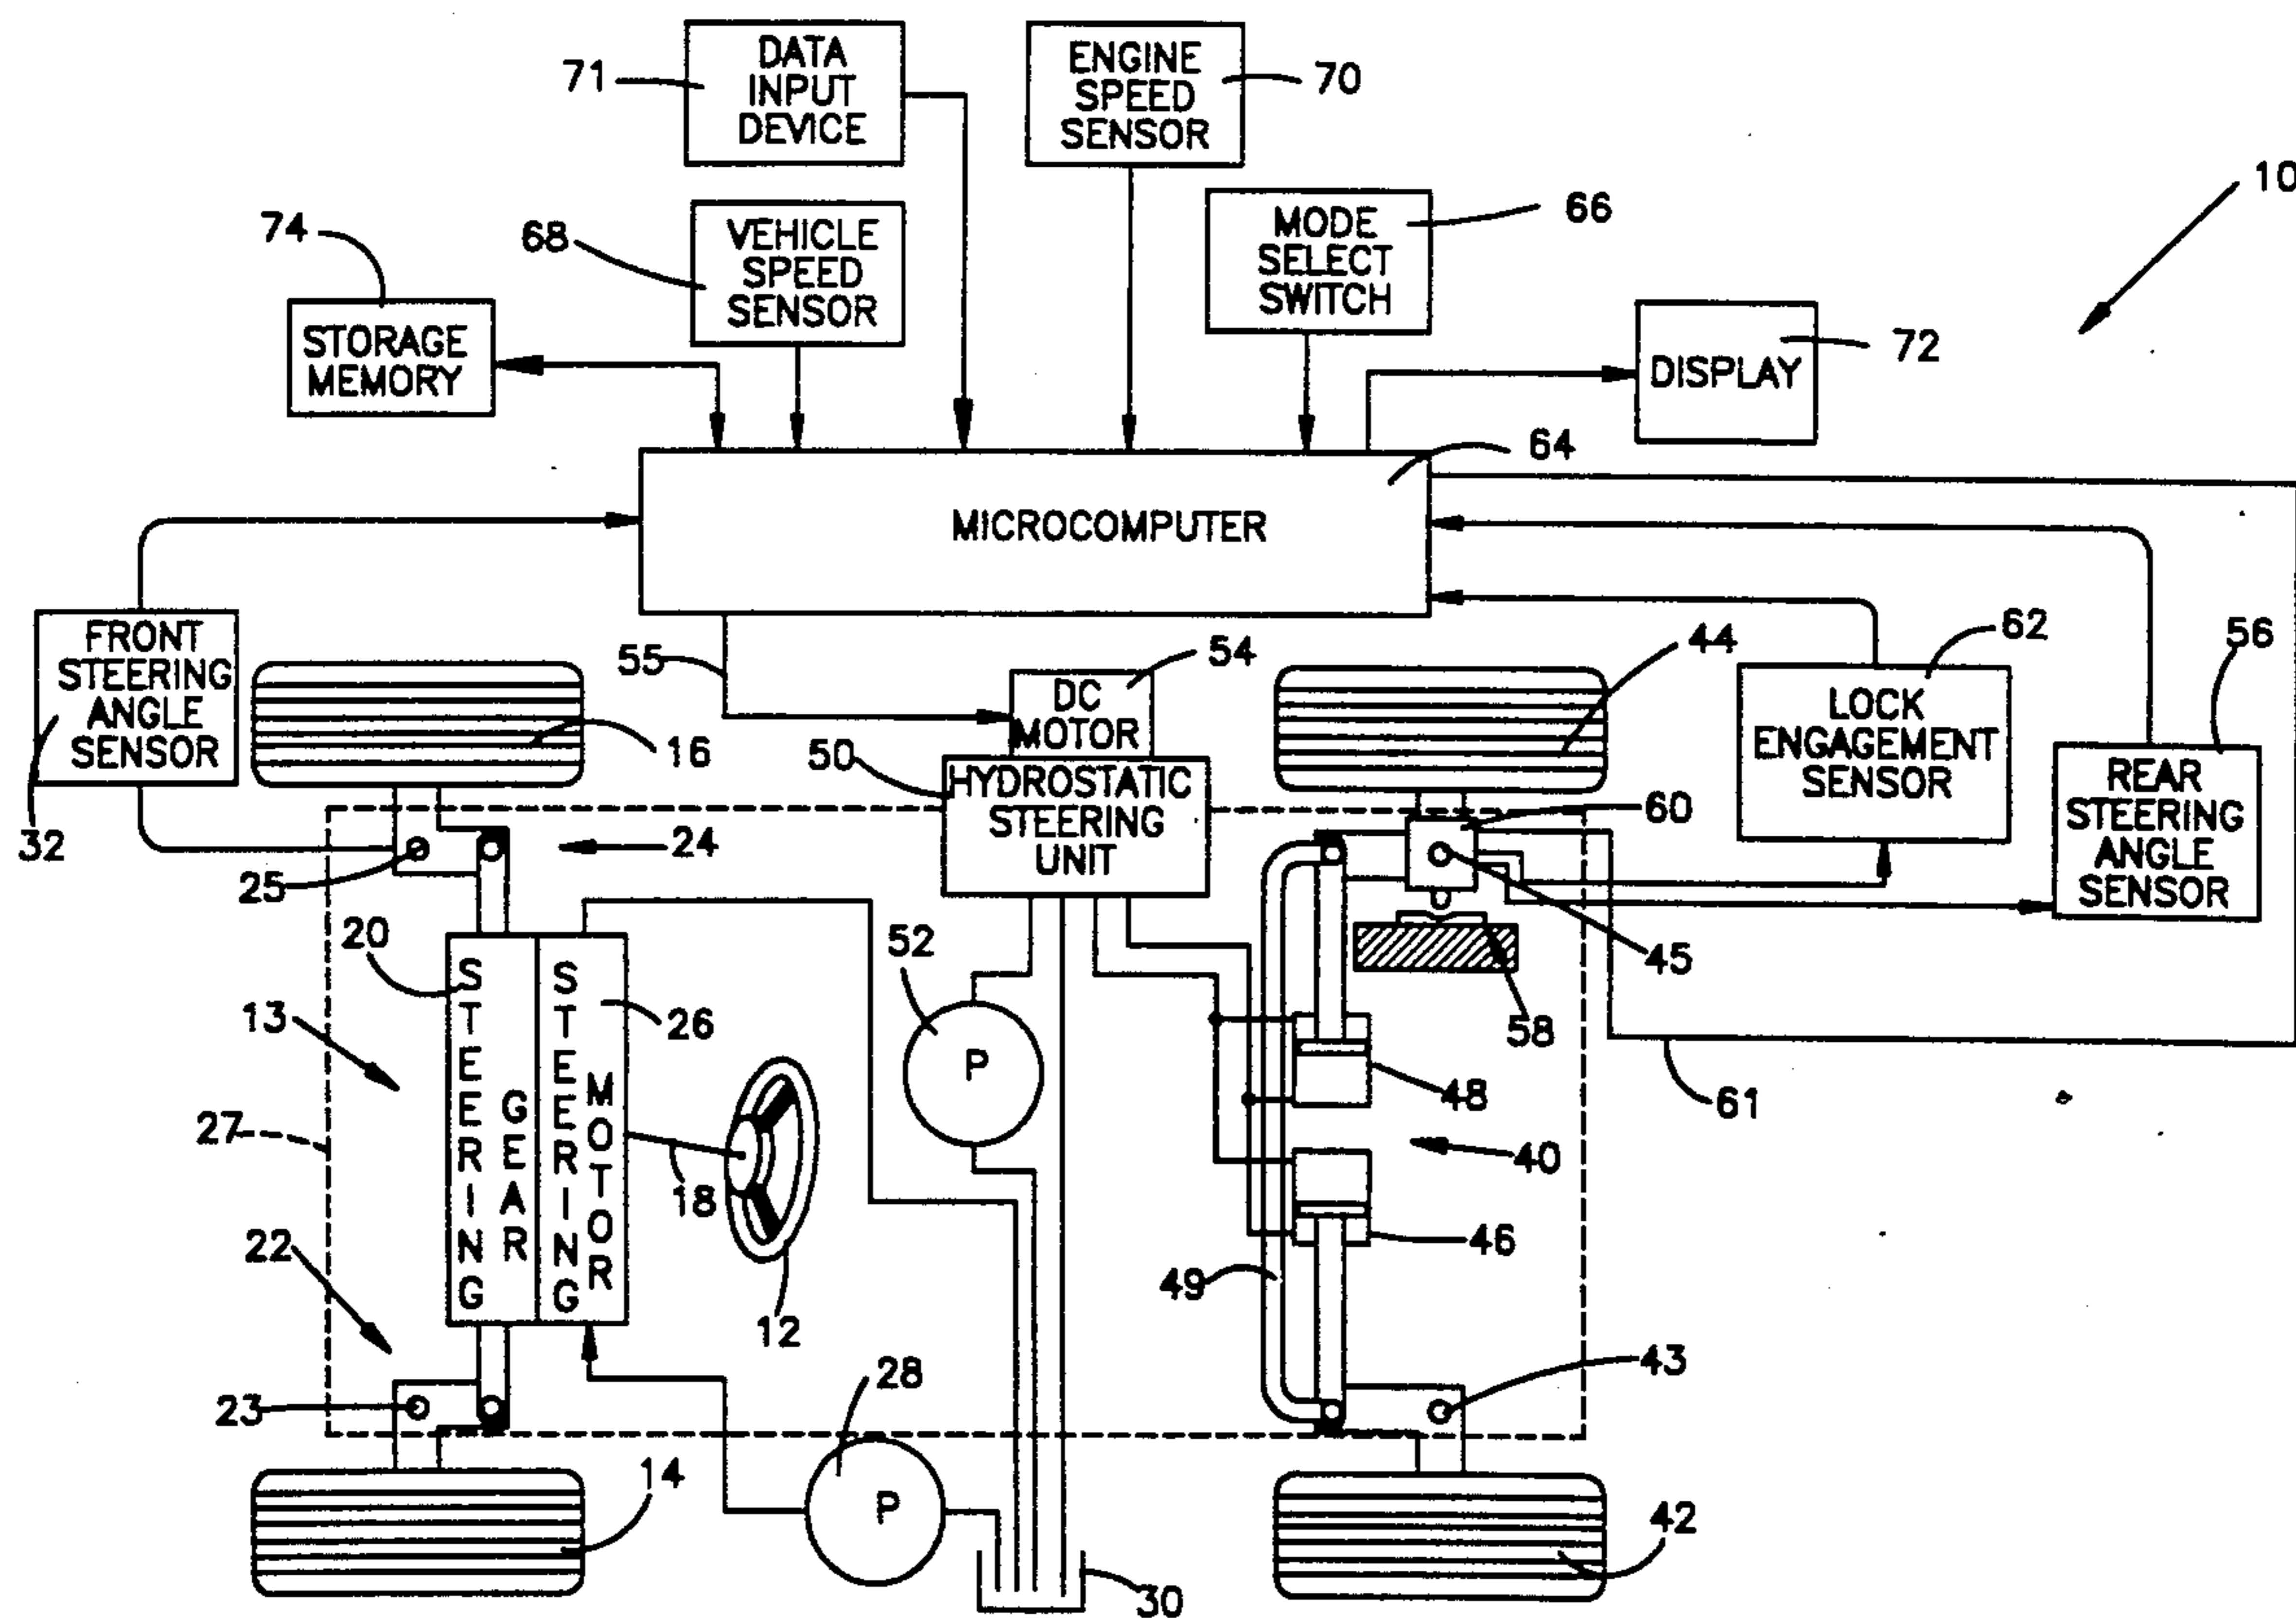 71
DATA
INPUT
DEVICE
ENGINE
SPEED
SENSOR
70
10
74
STORAGE
MEMORY
68
VEHICLE
SPEED
SENSOR
MODE
SELECT
SWITCH
66
DISPLAY
72
MICROCOMPUTER
64
FRONT
STEERING
ANGLE
SENSOR
32
16
55
DC
MOTOR
54
50
HYDROSTATIC
STEERING
UNIT
44
LOCK
ENGAGEMENT
SENSOR
62
REAR
STEERING
ANGLE
SENSOR
56
24
25
60
45
58
61
20
STEERING
GEAR
STEERING
MOTOR
26
13
27
22
23
18
12
52
P
48
40
46
49
43
28
P
14
30
42